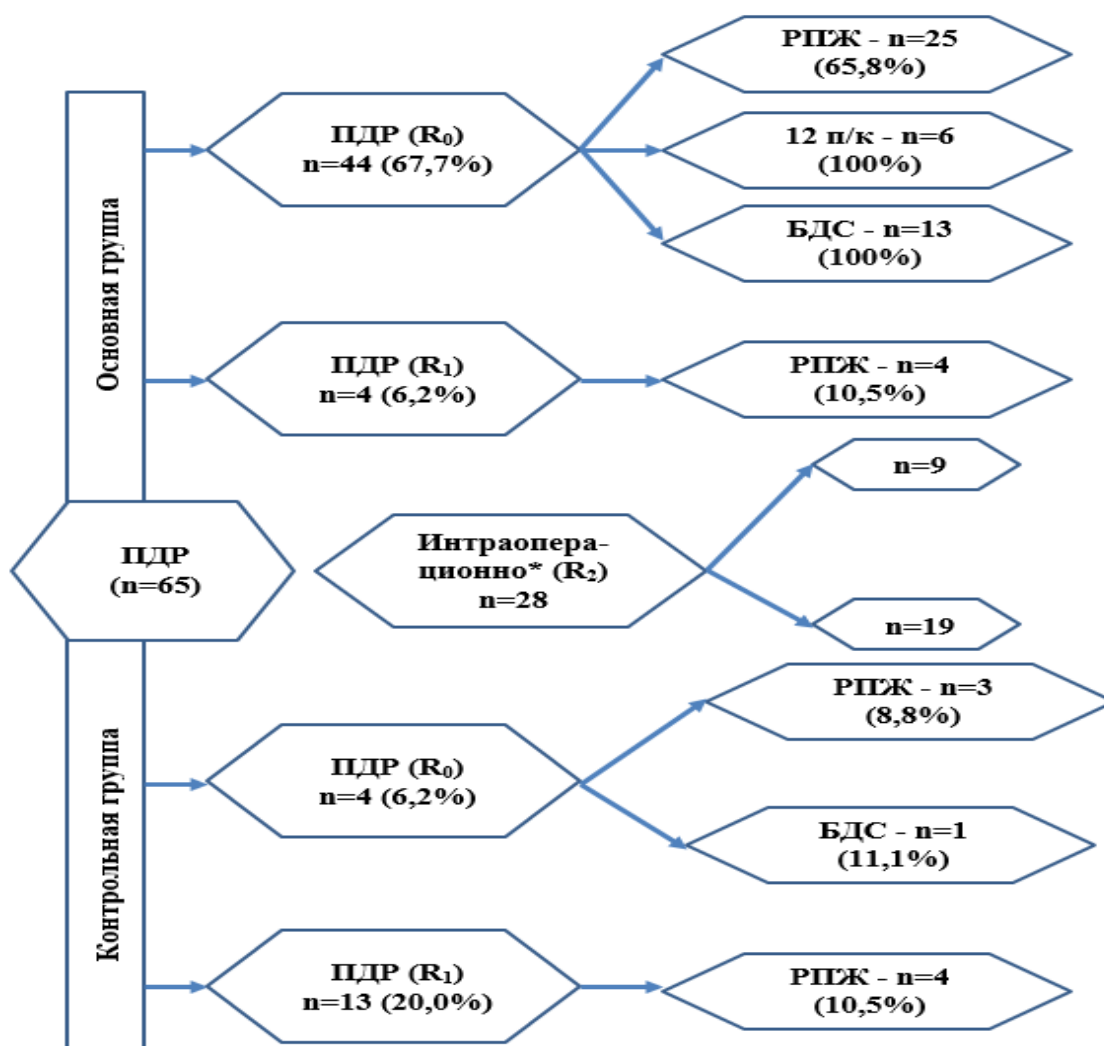 Основная группа
ПДР (R₀)
n=44 (67,7%)
РПЖ - n=25
(65,8%)
12 п/к - n=6
(100%)
БДС - n=13
(100%)
ПДР (R₁)
n=4 (6,2%)
РПЖ - n=4
(10,5%)
ПДР
(n=65)
Интраопера-
ционно* (R₂)
n=28
n=9
n=19
Контрольная группа
ПДР (R₀)
n=4 (6,2%)
РПЖ - n=3
(8,8%)
БДС - n=1
(11,1%)
ПДР (R₁)
n=13 (20,0%)
РПЖ - n=4
(10,5%)